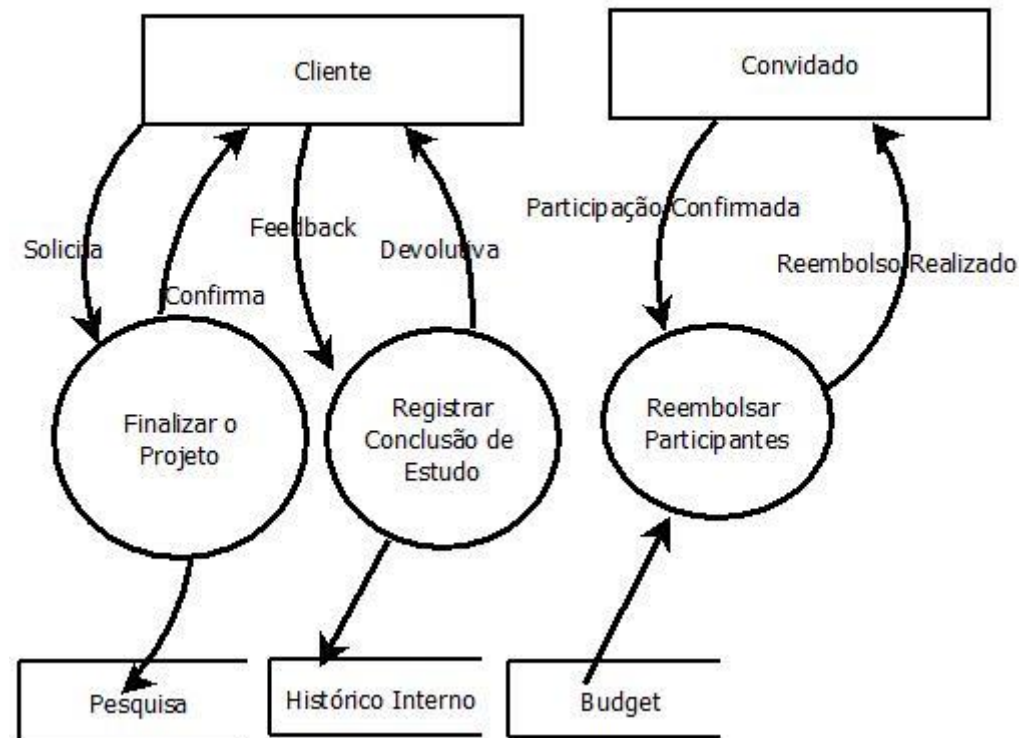 Cliente
Convidado
Solicita
Confirma
Feedback
Devolutiva
Participação Confirmada
Reembolso Realizado
Finalizar o
Projeto
Registrar
Conclusão de
Estudo
Reembolsar
Participantes
Pesquisa
Histórico Interno
Budget